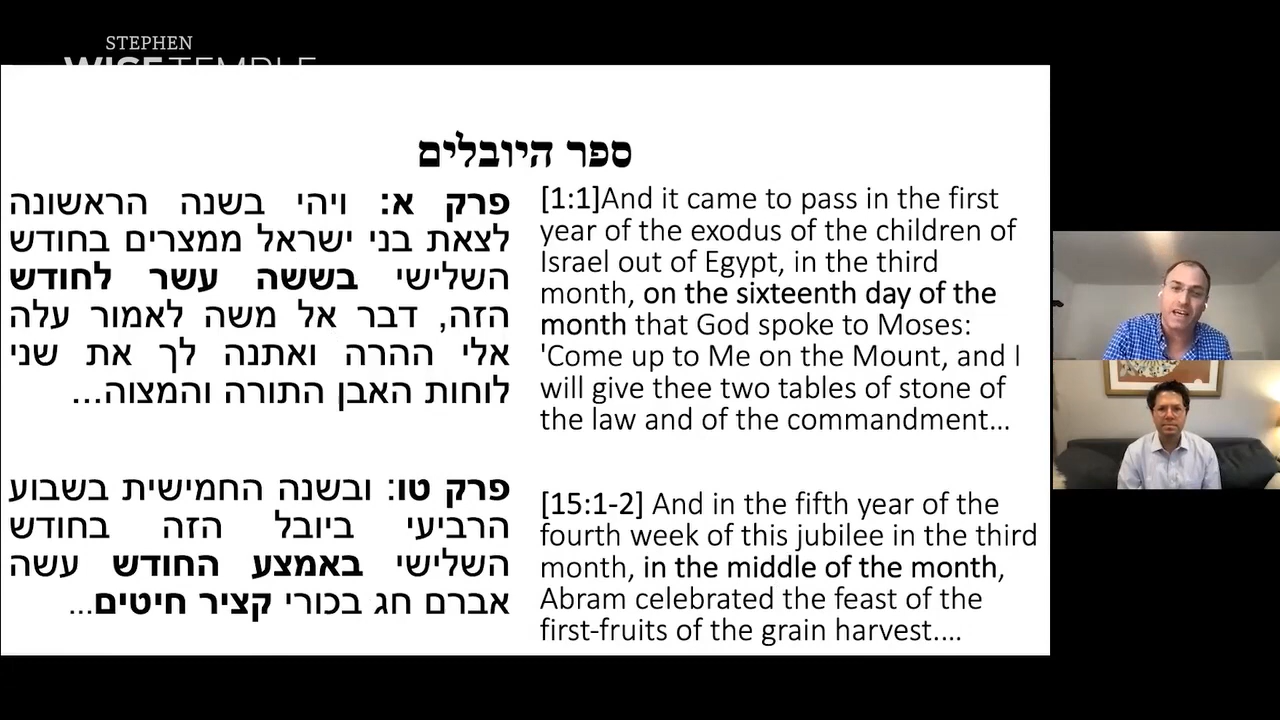 STEPHEN
WISE TEMPLE
ספר היובלים
פרק א: ויהי בשנה הראשונה
לצאת בני ישראל ממצרים בחודש
השלישי בששה עשר לחודש
הזה, דבר אל משה לאמור עלה
אלי ההרה ואתנה לך את שני
לוחות האבן התורה והמצוה...
פרק טו: ובשנה החמישית בשבוע
הרביעי ביובל הזה בחודש
השלישי באמצע החודש עשה
אברם חג בכורי קציר חיטים...
[1:1]And it came to pass in the first
year of the exodus of the children of
Israel out of Egypt, in the third
month, on the sixteenth day of the
month that God spoke to Moses:
'Come up to Me on the Mount, and I
will give thee two tables of stone of
the law and of the commandment...
[15:1-2] And in the fifth year of the
fourth week of this jubilee in the third
month, in the middle of the month,
Abram celebrated the feast of the
first-fruits of the grain harvest....